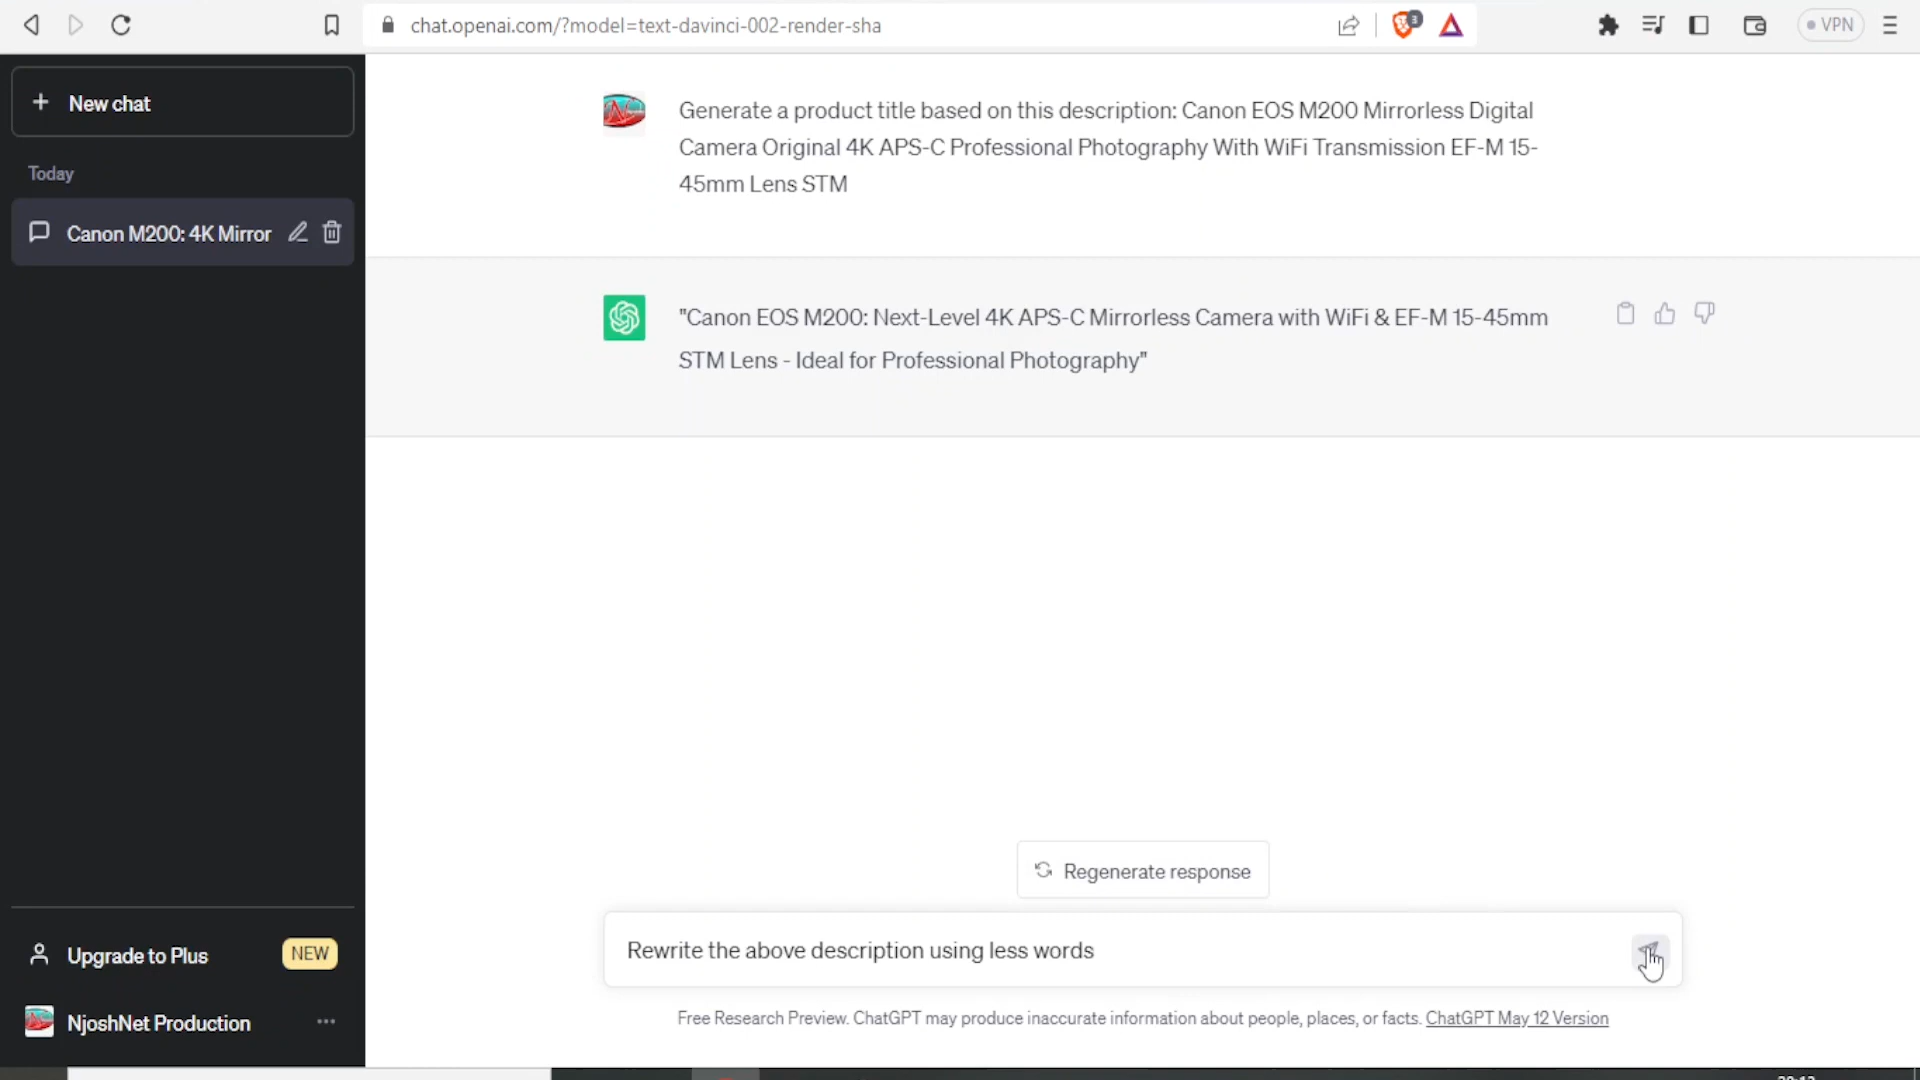 chat.openai.com/?model=text-davinci-002-render-sha
3
VPN
New chat
Today
Canon M200: 4K Mirror
Generate a product title based on this description: Canon EOS M200 Mirrorless Digital
Camera Original 4K APS-C Professional Photography With WiFi Transmission EF-M 15-
45mm Lens STM
"Canon EOS M200: Next-Level 4K APS-C Mirrorless Camera with WiFi & EF-M 15-45mm
STM Lens - Ideal for Professional Photography"
Regenerate response
Rewrite the above description using less words
Free Research Preview. ChatGPT may produce inaccurate information about people, places, or facts. ChatGPT May 12 Version
Upgrade to Plus
NEW
NjoshNet Production